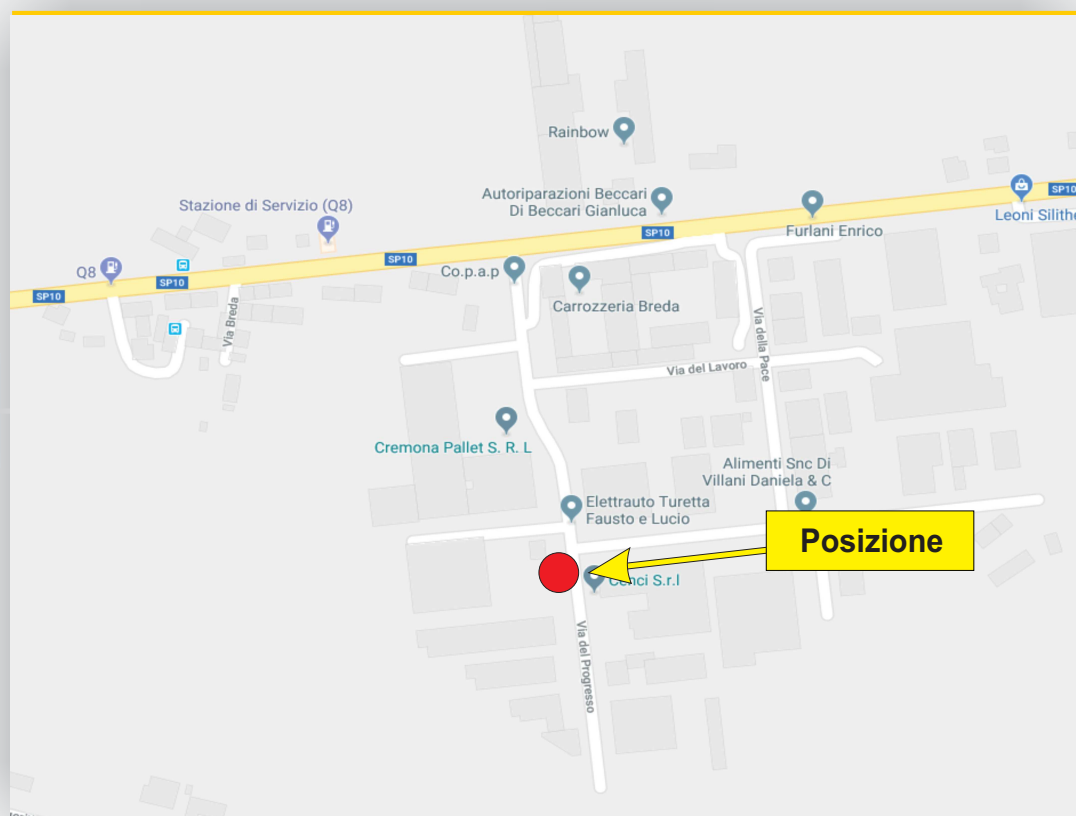 Rainbow
Autoriparazioni Beccari
Di Beccari Gianluca
SP10
Stazione di Servizio (Q8)
Leoni Silithe
Furlani Enrico
SP10
SP10
Co.p.a.p
Q8
SP10
SP10
Carrozzeria Breda
Via Breda
Via della Pace
Via del Lavoro
Cremona Pallet S. R. L
Alimenti Snc Di
Villani Daniela & C
Elettrauto Turetta
Fausto e Lucio
Posizione
Cenci S.r.l
Via del Progresso